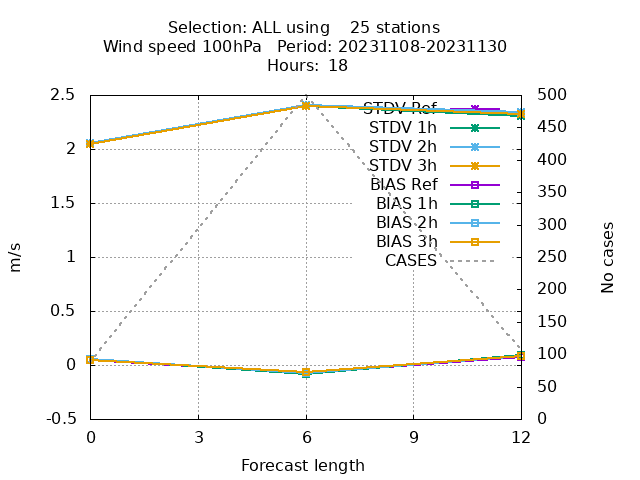 Selection: ALL using    25 stations
Wind speed 100hPa   Period: 20231108-20231130
Hours: 18
2.5
2
1.5
1
0.5
0
-0.5
m/s
500
450
400
350
300
250
200
150
100
50
0
No cases
STDV Ref
STDV 1h
STDV 2h
STDV 3h
BIAS Ref
BIAS 1h
BIAS 2h
BIAS 3h
CASES
0 3 6 9 12
Forecast length